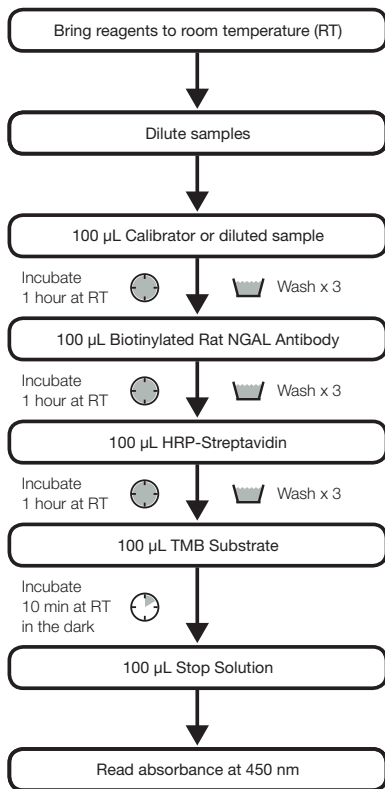 Bring reagents to room temperature (RT)
Dilute samples
100 µL Calibrator or diluted sample
Incubate
1 hour at RT
Wash x 3
100 µL Biotinylated Rat NGAL Antibody
Incubate
1 hour at RT
Wash x 3
100 µL HRP-Streptavidin
Incubate
1 hour at RT
Wash x 3
100 µL TMB Substrate
Incubate
10 min at RT
in the dark
100 µL Stop Solution
Read absorbance at 450 nm